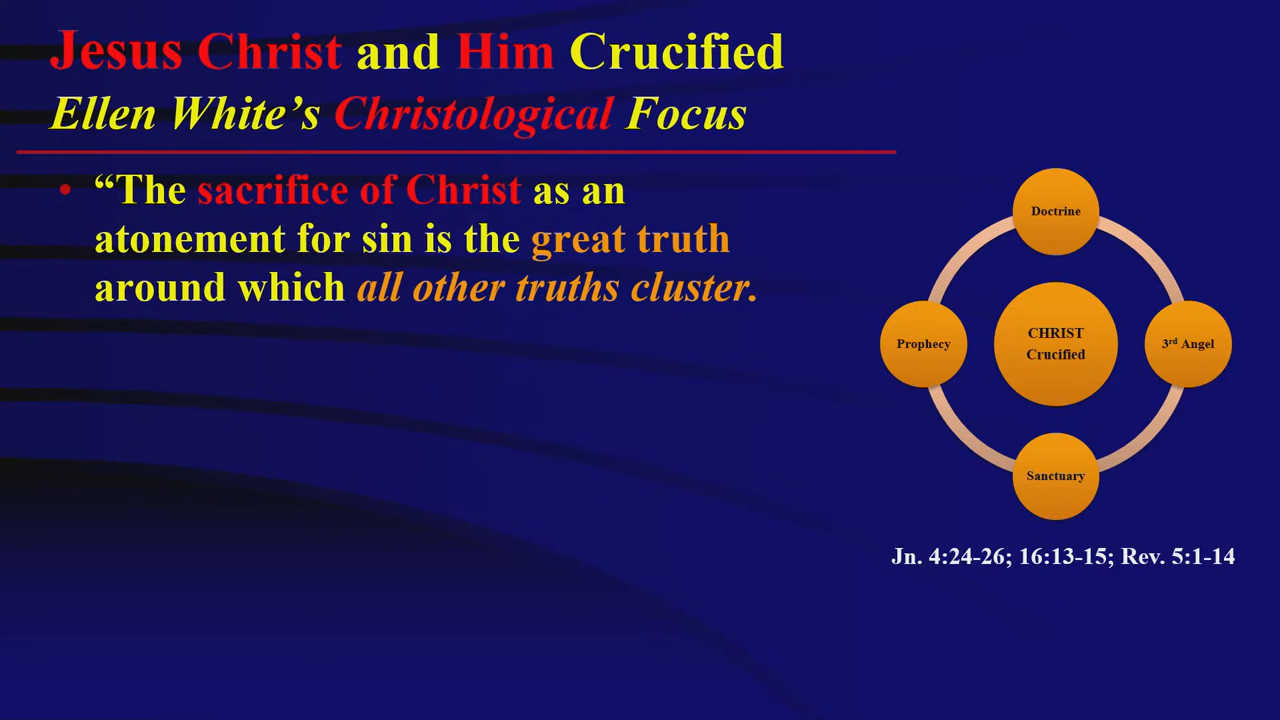 Jesus Christ and Him Crucified
Ellen White’s Christological Focus
• “The sacrifice of Christ as an
atonement for sin is the great truth
around which all other truths cluster.
Doctrine
Prophecy
CHRIST
Crucified
3rd Angel
Sanctuary
Jn. 4:24-26; 16:13-15; Rev. 5:1-14